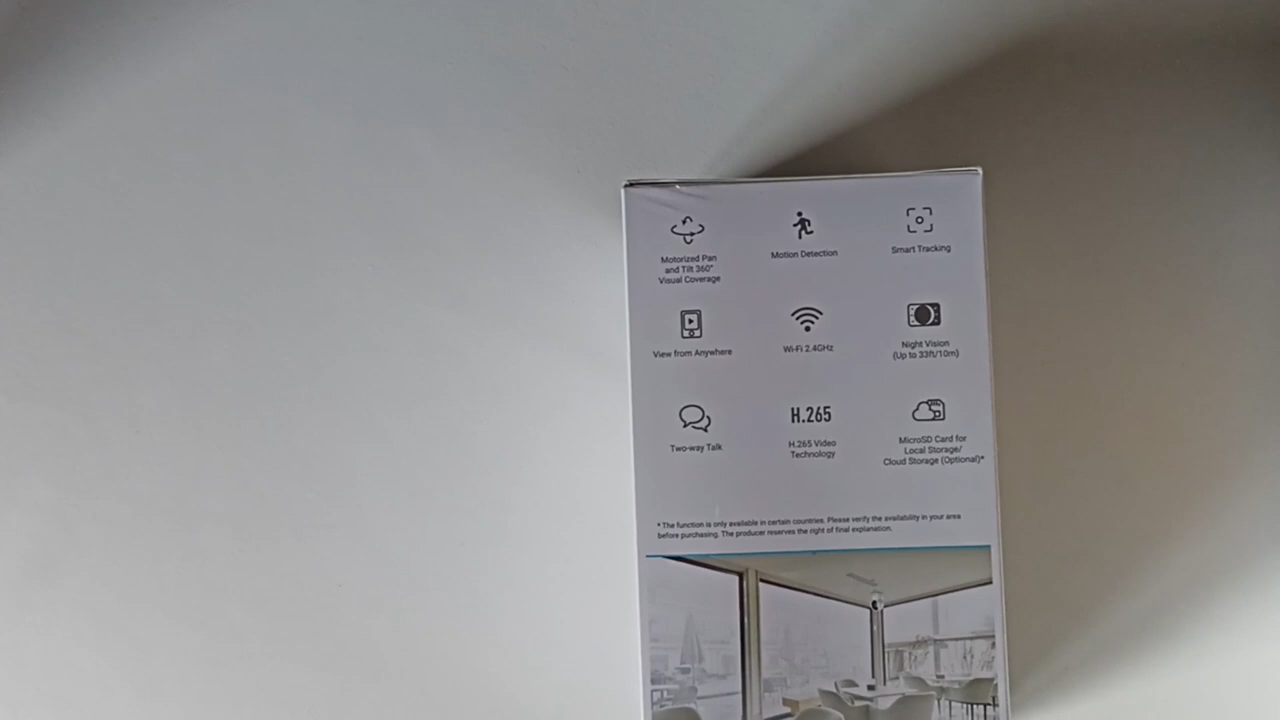 Motorized Pan
and Tilt 360°
Visual Coverage
Motion Detection
Smart Tracking
View from Anywhere
Wi-Fi 2.4GHz
Night Vision
(Up to 33ft/10m)
Two-way Talk
H.265
H.265 Video
Technology
MicroSD Card for
Local Storage/
Cloud Storage (Optional)*
* The function is only available in certain countries. Please verify the availability in your area
before purchasing. The producer reserves the right of final explanation.